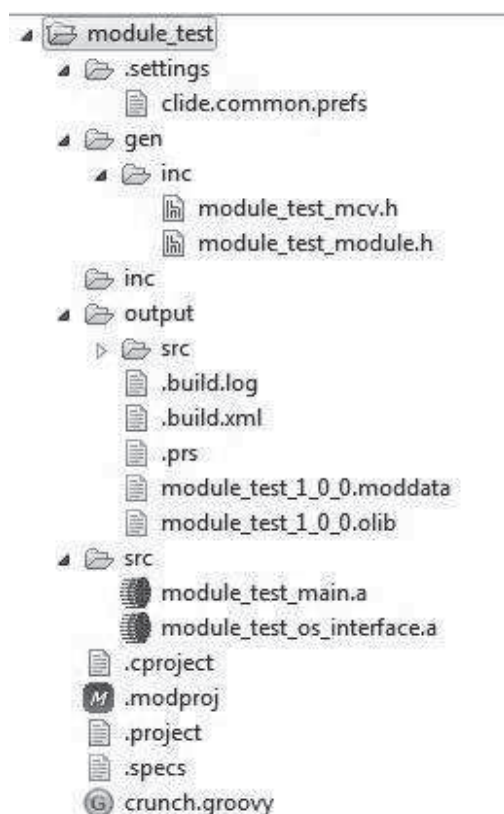 module_test
.settings
clide.common.prefs
gen
inc
module_test_mcv.h
module_test_module.h
inc
output
src
.build.log
.build.xml
.prs
module_test_1_0_0.moddata
module_test_1_0_0.olib
src
module_test_main.a
module_test_os_interface.a
.cproject
M .modproj
.project
.specs
G crunch.groovy